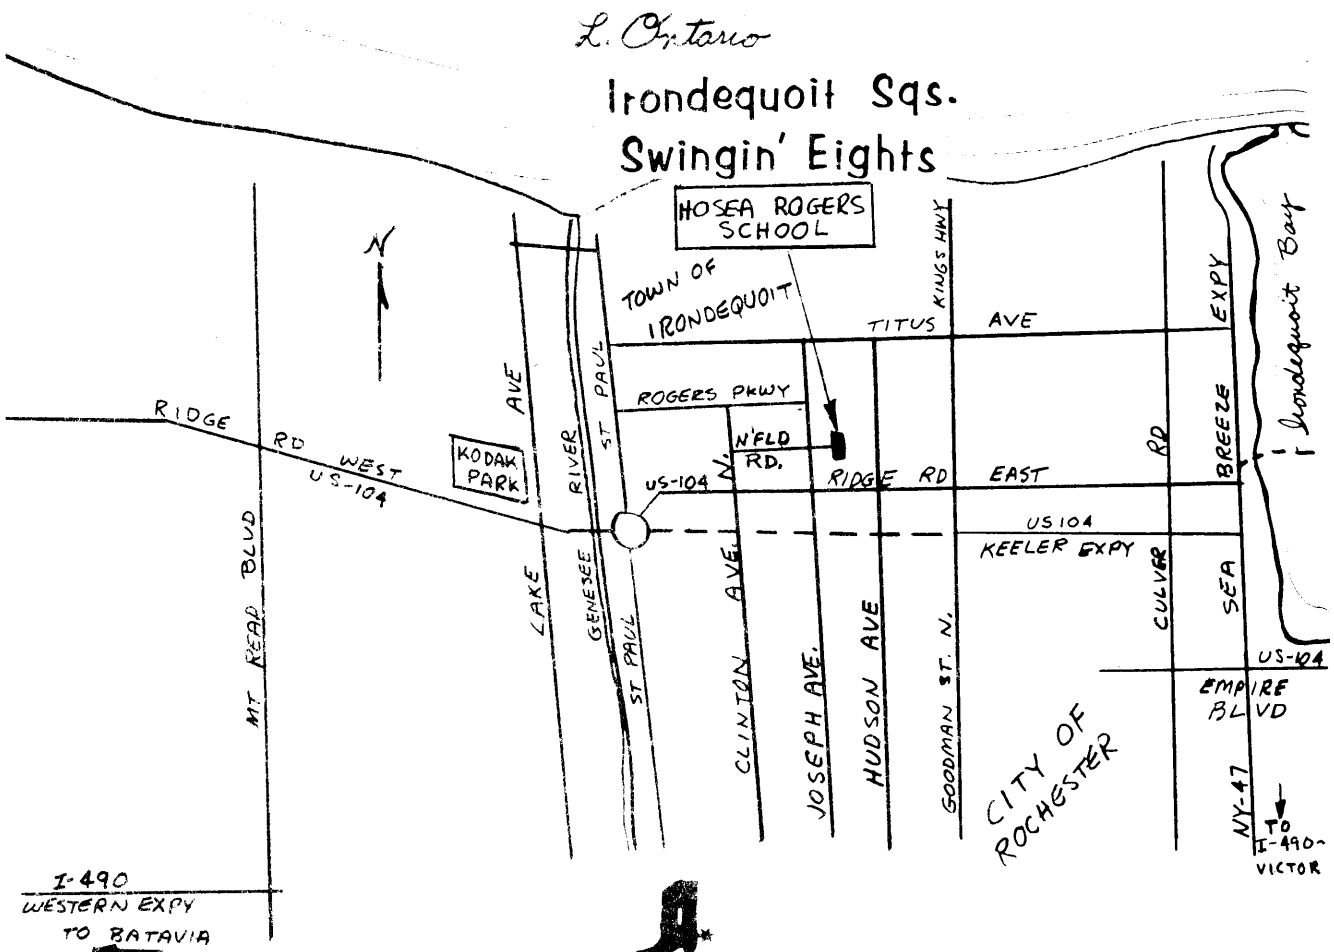 L. Ontario
Irondequoit Sqs.
Swingin' Eights
HOSEA ROGERS
SCHOOL
N
TOWN OF
IRONDEQUOIT
KINGS HWY
TITUS AVE
EXPY
Irondequoit Bay
AVE
ST PAUL
ROGERS PKWY
RIDGE RD WEST
US-104
KODAK
PARK
RIVER
N'FLD
RD.
N.
US-104
RIDGE RD EAST
RD
BREEZE
US 104
KEELER EXPY
MT READ BLVD
LAKE
GENESEE
ST PAUL
CLINTON AVE.
JOSEPH AVE.
HUDSON AVE
GOODMAN ST. N.
CULVER
SEA
US-104
EMPIRE
BLVD
CITY OF
ROCHESTER
NY-47
TO
I-490-
VICTOR
I-490
WESTERN EXPY
TO BATAVIA